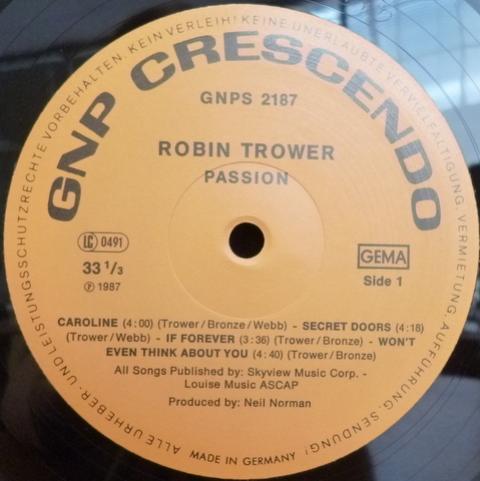 ALLE URHEBER- UND LEISTUNGSSCHUTZRECHTE VORBEHALTEN. KEIN VERLEIH! KEINE UNERLAUBTE VERVIELFÄLTIGUNG, VERMIETUNG, AUFFÜHRUNG, SENDUNG!
GNP CRESCENDO
GNPS 2187
ROBIN TROWER
PASSION
LC 0491
33 1/3
℗ 1987
GEMA
Side 1
CAROLINE (4:00) (Trower/Bronze/Webb) - SECRET DOORS (4:18)
(Trower/Webb) - IF FOREVER (3:36) (Trower/Bronze) - WON'T
EVEN THINK ABOUT YOU (4:40) (Trower/Bronze)
All Songs Published by: Skyview Music Corp. -
Louise Music ASCAP
Produced by: Neil Norman
MADE IN GERMANY